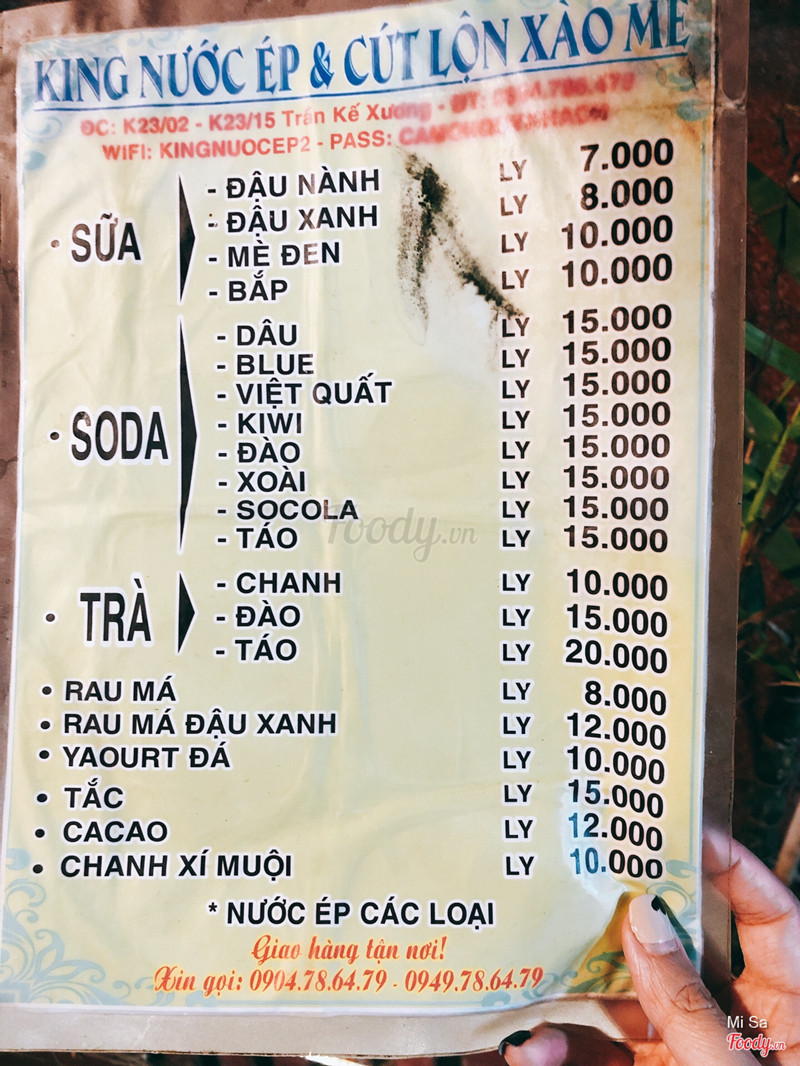 KING NƯỚC ÉP & CÚT LỘN XÀO ME
ĐC: K23/02 - K23/15 Trần Kế Xương - ĐT: 0904.786.479
WIFI: KINGNUOCEP2 - PASS:
SỮA
- ĐẬU NÀNH LY 7.000
- ĐẬU XANH LY 8.000
- MÈ ĐEN LY 10.000
- BẮP LY 10.000
SODA
- DÂU LY 15.000
- BLUE LY 15.000
- VIỆT QUẤT LY 15.000
- KIWI LY 15.000
- ĐÀO LY 15.000
- XOÀI LY 15.000
- SOCOLA LY 15.000
- TÁO LY 15.000
TRÀ
- CHANH LY 10.000
- ĐÀO LY 15.000
- TÁO LY 20.000
• RAU MÁ LY 8.000
• RAU MÁ ĐẬU XANH LY 12.000
• YAOURT ĐÁ LY 10.000
• TẮC LY 15.000
• CACAO LY 12.000
• CHANH XÍ MUỘI LY 10.000
* NƯỚC ÉP CÁC LOẠI
Giao hàng tận nơi!
Xin gọi: 0904.78.64.79 - 0949.78.64.79
Foody.vn
Mi Sa
Foody.vn